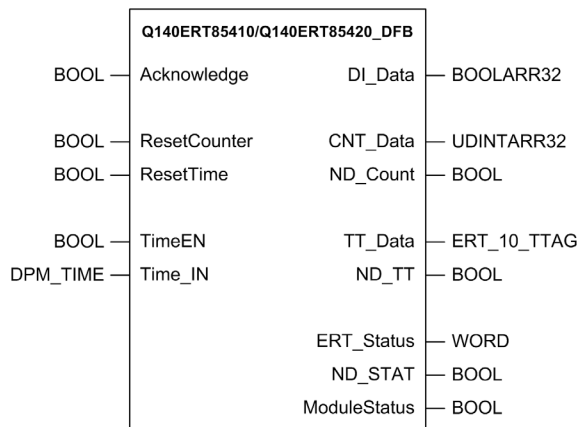 Q140ERT85410/Q140ERT85420_DFB
BOOL Acknowledge DI_Data BOOLARR32
BOOL ResetCounter CNT_Data UDINTARR32
BOOL ResetTime ND_Count BOOL
BOOL TimeEN TT_Data ERT_10_TTAG
DPM_TIME Time_IN ND_TT BOOL
ERT_Status WORD
ND_STAT BOOL
ModuleStatus BOOL